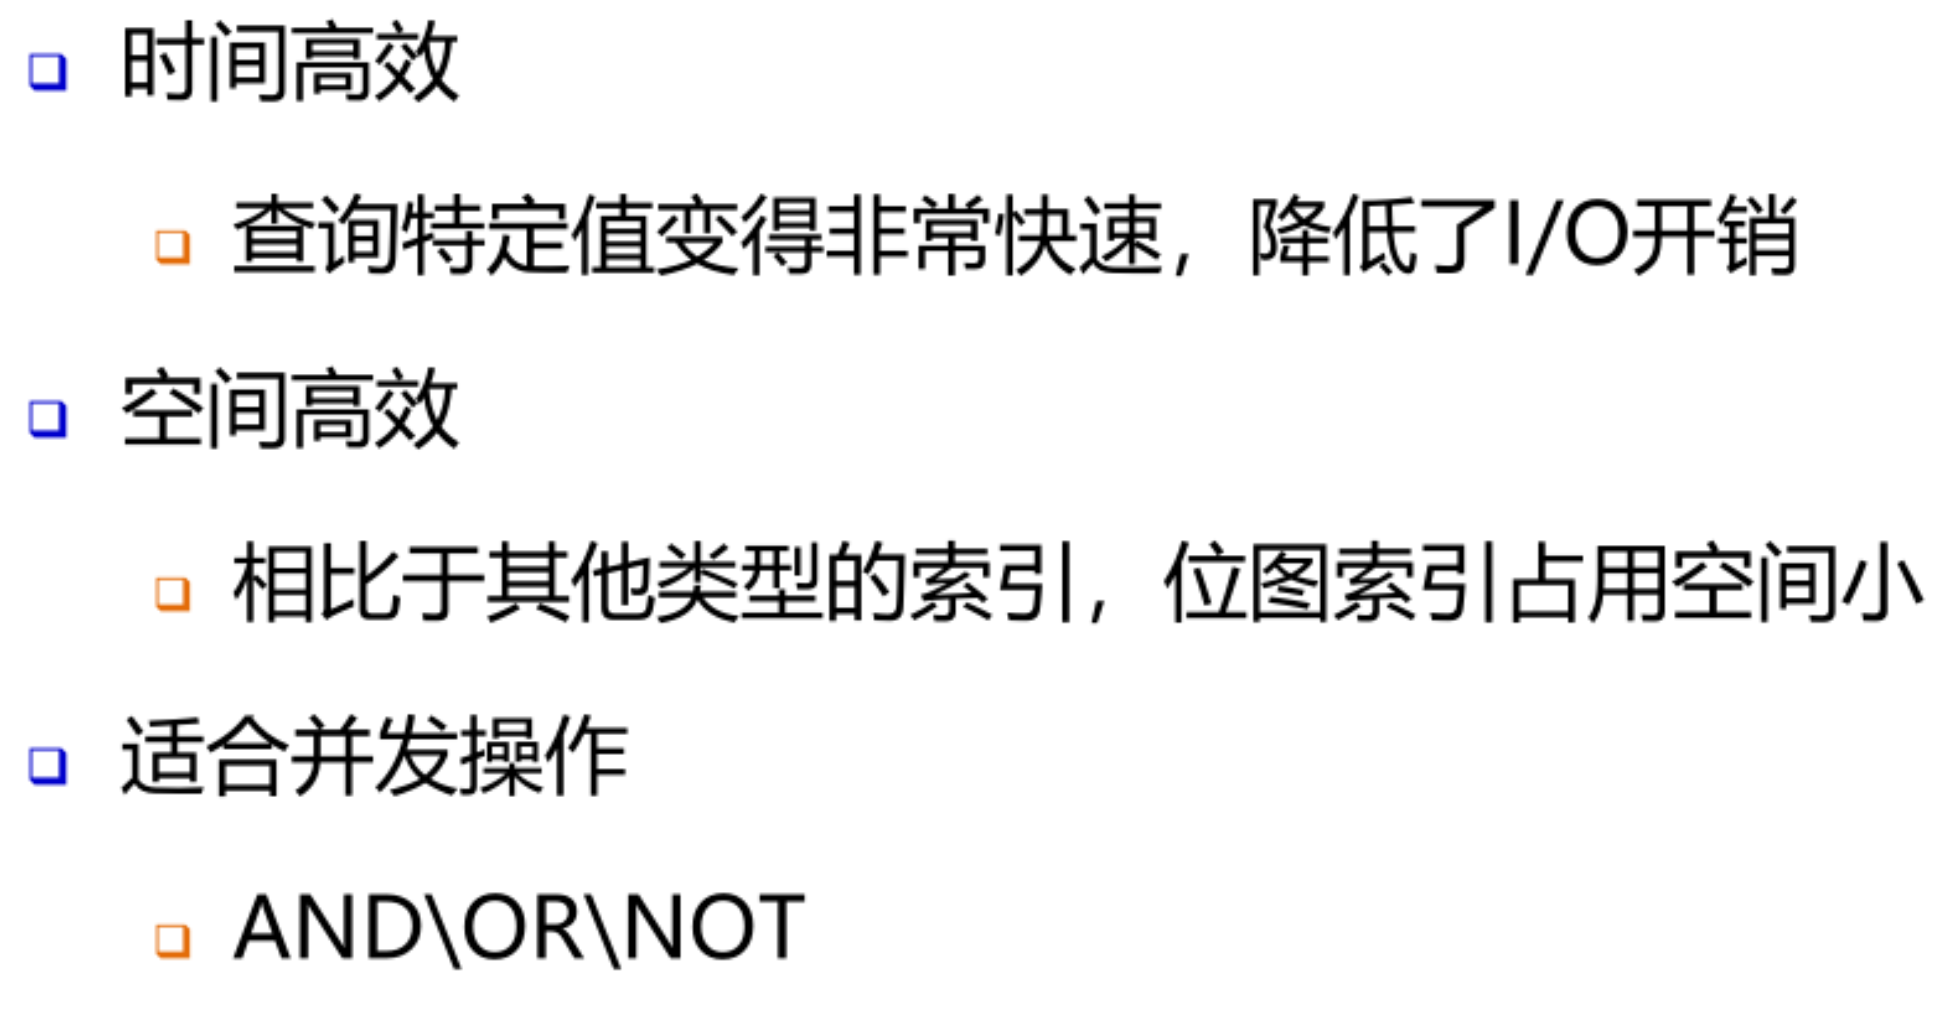 时间高效
查询特定值变得非常快速，降低了I/O开销
空间高效
相比于其他类型的索引，位图索引占用空间小
适合并发操作
AND\OR\NOT